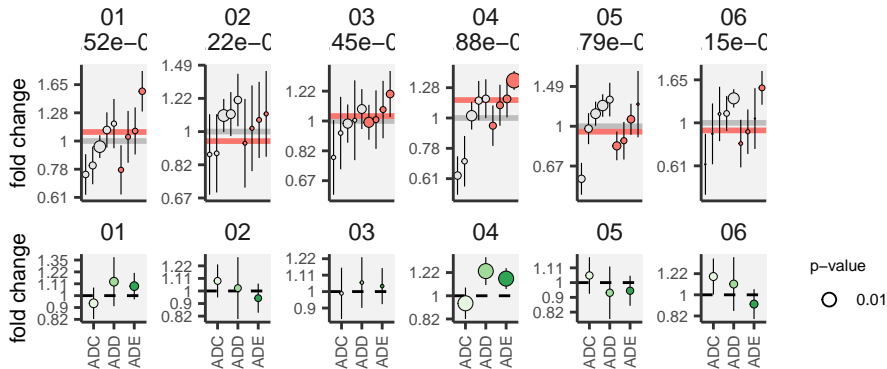 01 02 03 04 05 06
.52e−0 .22e−0 .45e−0 .88e−0 .79e−0 .15e−0
fold change
1.65 1.28 1 0.78 0.61
1.49 1.22 1 0.82 0.67
1.22 1 0.82 0.67
1.28 1 0.78 0.61
1.49 1 0.67
1.65 1 0.61
01 02 03 04 05 06
fold change
1.35 1.22 1.11 1 0.9 0.82
1.22 1.11 1 0.9
1.22 1.11 0.9
1.22 1 0.82
1.11 1 0.9 0.82
1.22 1 0.82
ADC ADD ADE ADC ADD ADE ADC ADD ADE ADC ADD ADE ADC ADD ADE ADC ADD ADE
p−value
0.01